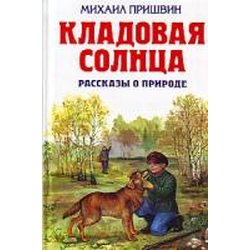 МИХАИЛ ПРИШВИН
КЛАДОВАЯ
СОЛНЦА
РАССКАЗЫ О ПРИРОДЕ